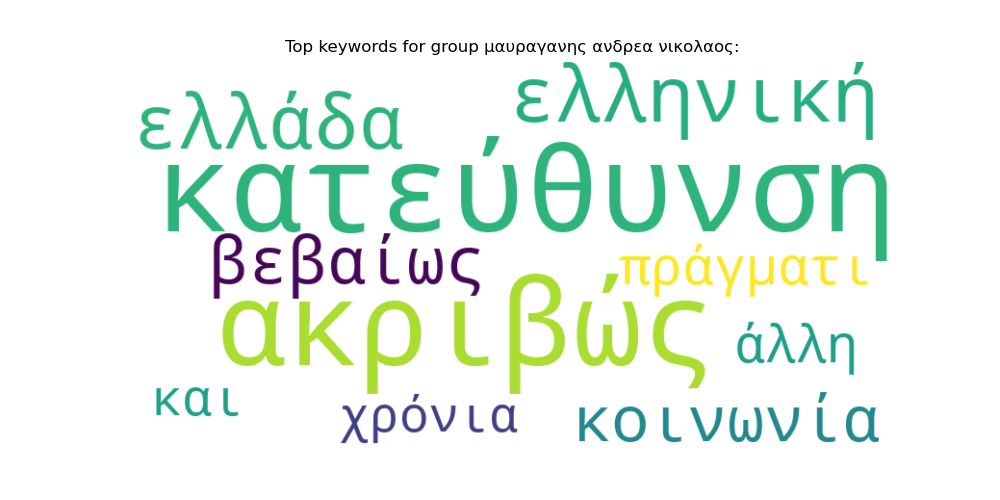 Top keywords for group μαυραγανης ανδρεα νικολαος:
ελληνική
ελλάδα
κατεύθυνση
βεβαίως
πράγματι
ακριβώς
άλλη
και
χρόνια
κοινωνία